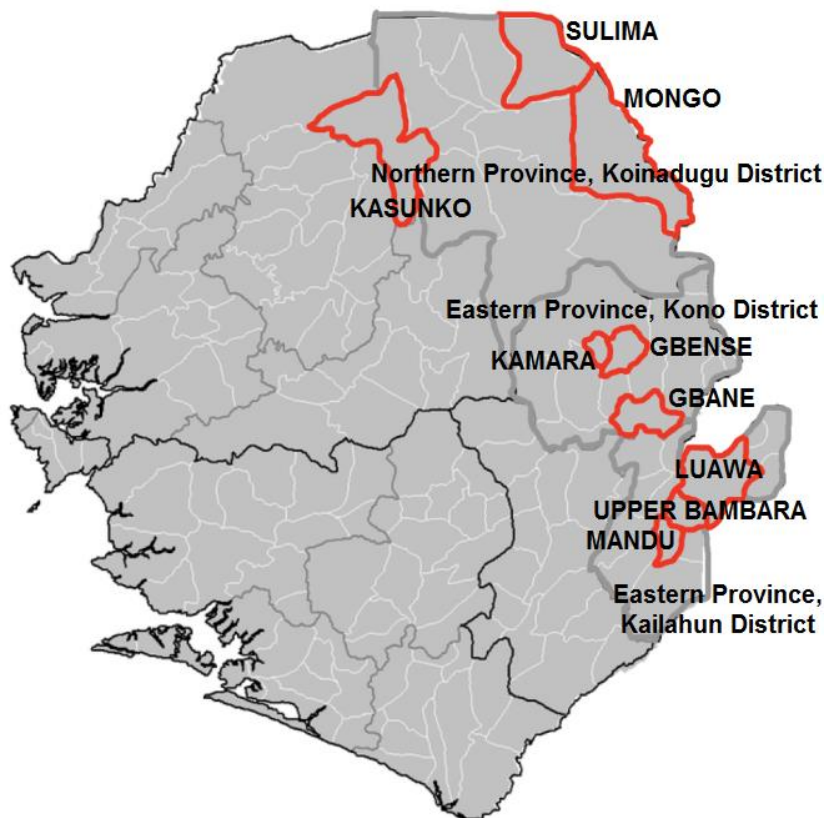 SULIMA
MONGO
Northern Province, Koinadugu District
KASUNKO
Eastern Province, Kono District
KAMARA
GBENSE
GBANE
LUAWA
UPPER BAMBARA
MANDU
Eastern Province,
Kailahun District